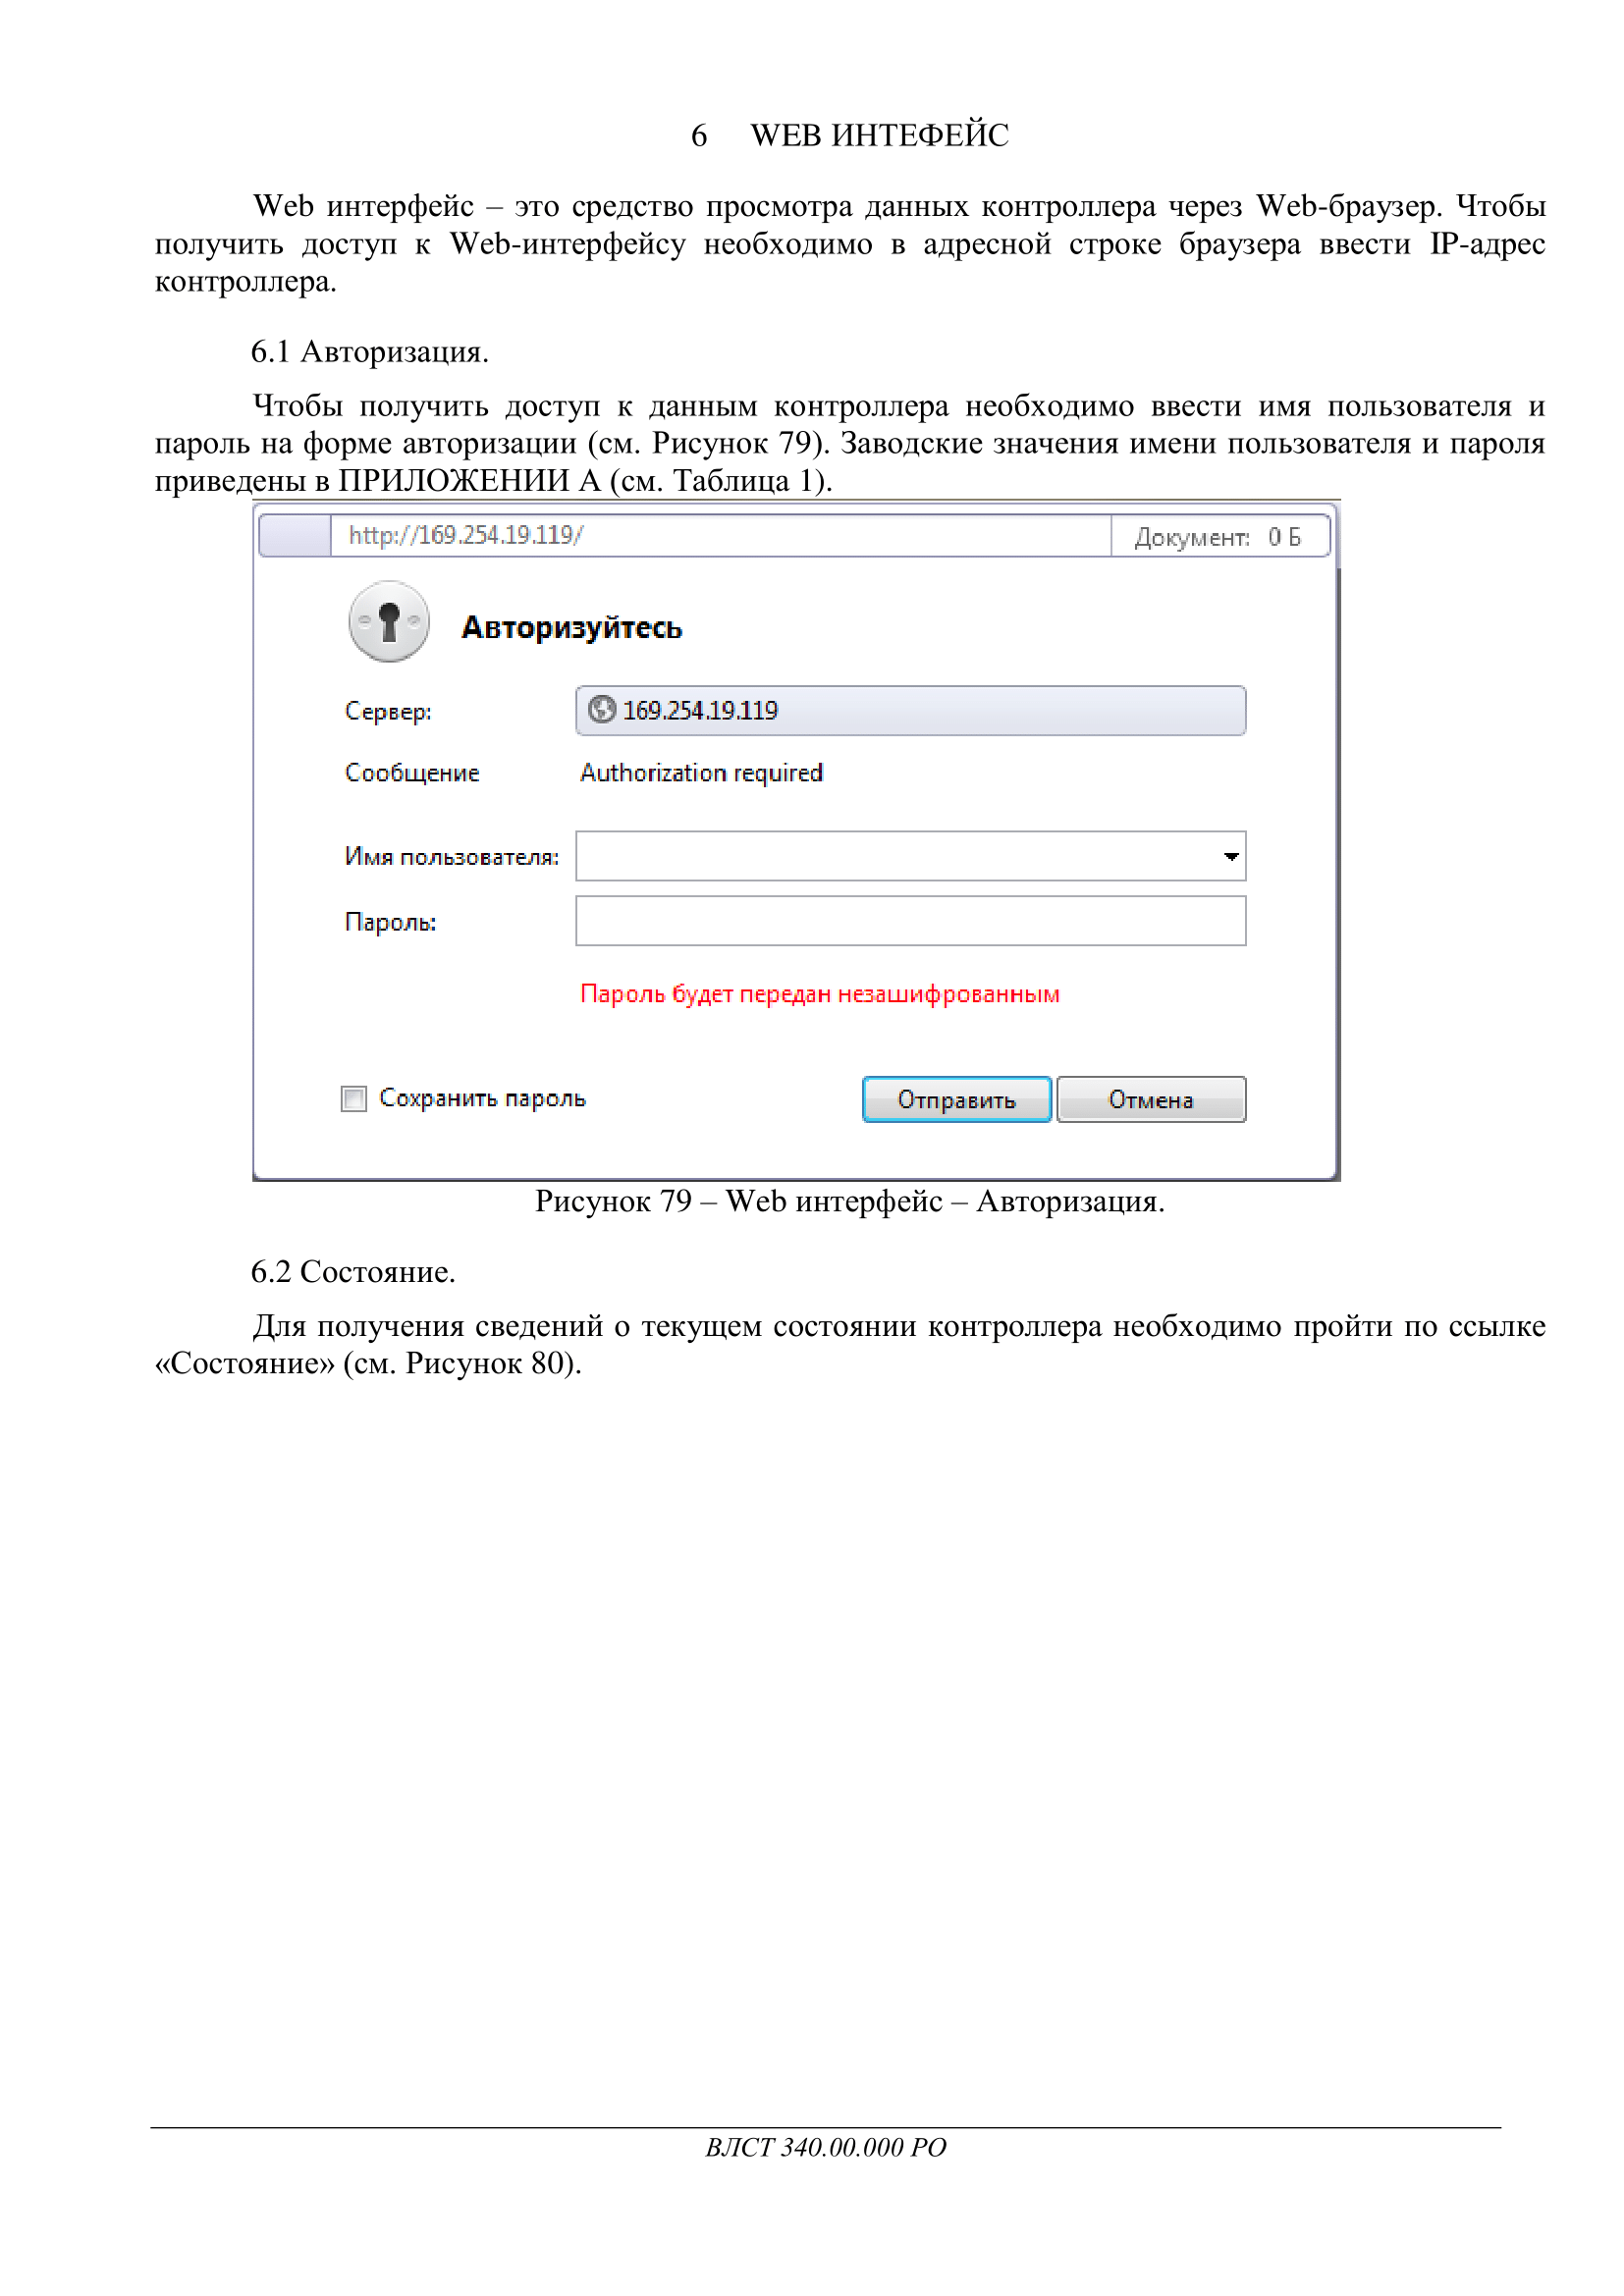 6 WEB ИНТЕФЕЙС
Web интерфейс – это средство просмотра данных контроллера через Web-браузер. Чтобы
получить доступ к Web-интерфейсу необходимо в адресной строке браузера ввести IP-адрес
контроллера.
6.1 Авторизация.
Чтобы получить доступ к данным контроллера необходимо ввести имя пользователя и
пароль на форме авторизации (см. Рисунок 79). Заводские значения имени пользователя и пароля
приведены в ПРИЛОЖЕНИИ А (см. Таблица 1).
http://169.254.19.119/ Документ: 0 Б
Авторизуйтесь
Сервер: 169.254.19.119
Сообщение Authorization required
Имя пользователя:
Пароль:
Пароль будет передан незашифрованным
Сохранить пароль Отправить Отмена
Рисунок 79 – Web интерфейс – Авторизация.
6.2 Состояние.
Для получения сведений о текущем состоянии контроллера необходимо пройти по ссылке
«Состояние» (см. Рисунок 80).
ВЛСТ 340.00.000 РО